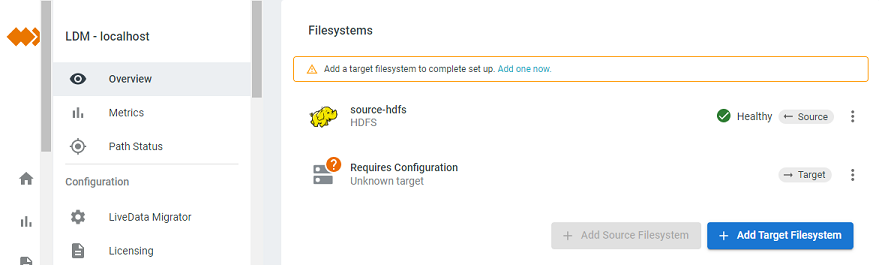 LDM - localhost
Overview
Metrics
Path Status
Configuration
LiveData Migrator
Licensing
Filesystems
Add a target filesystem to complete set up. Add one now.
source-hdfs
HDFS
Healthy
← Source
?
Requires Configuration
Unknown target
→ Target
+ Add Source Filesystem
+ Add Target Filesystem